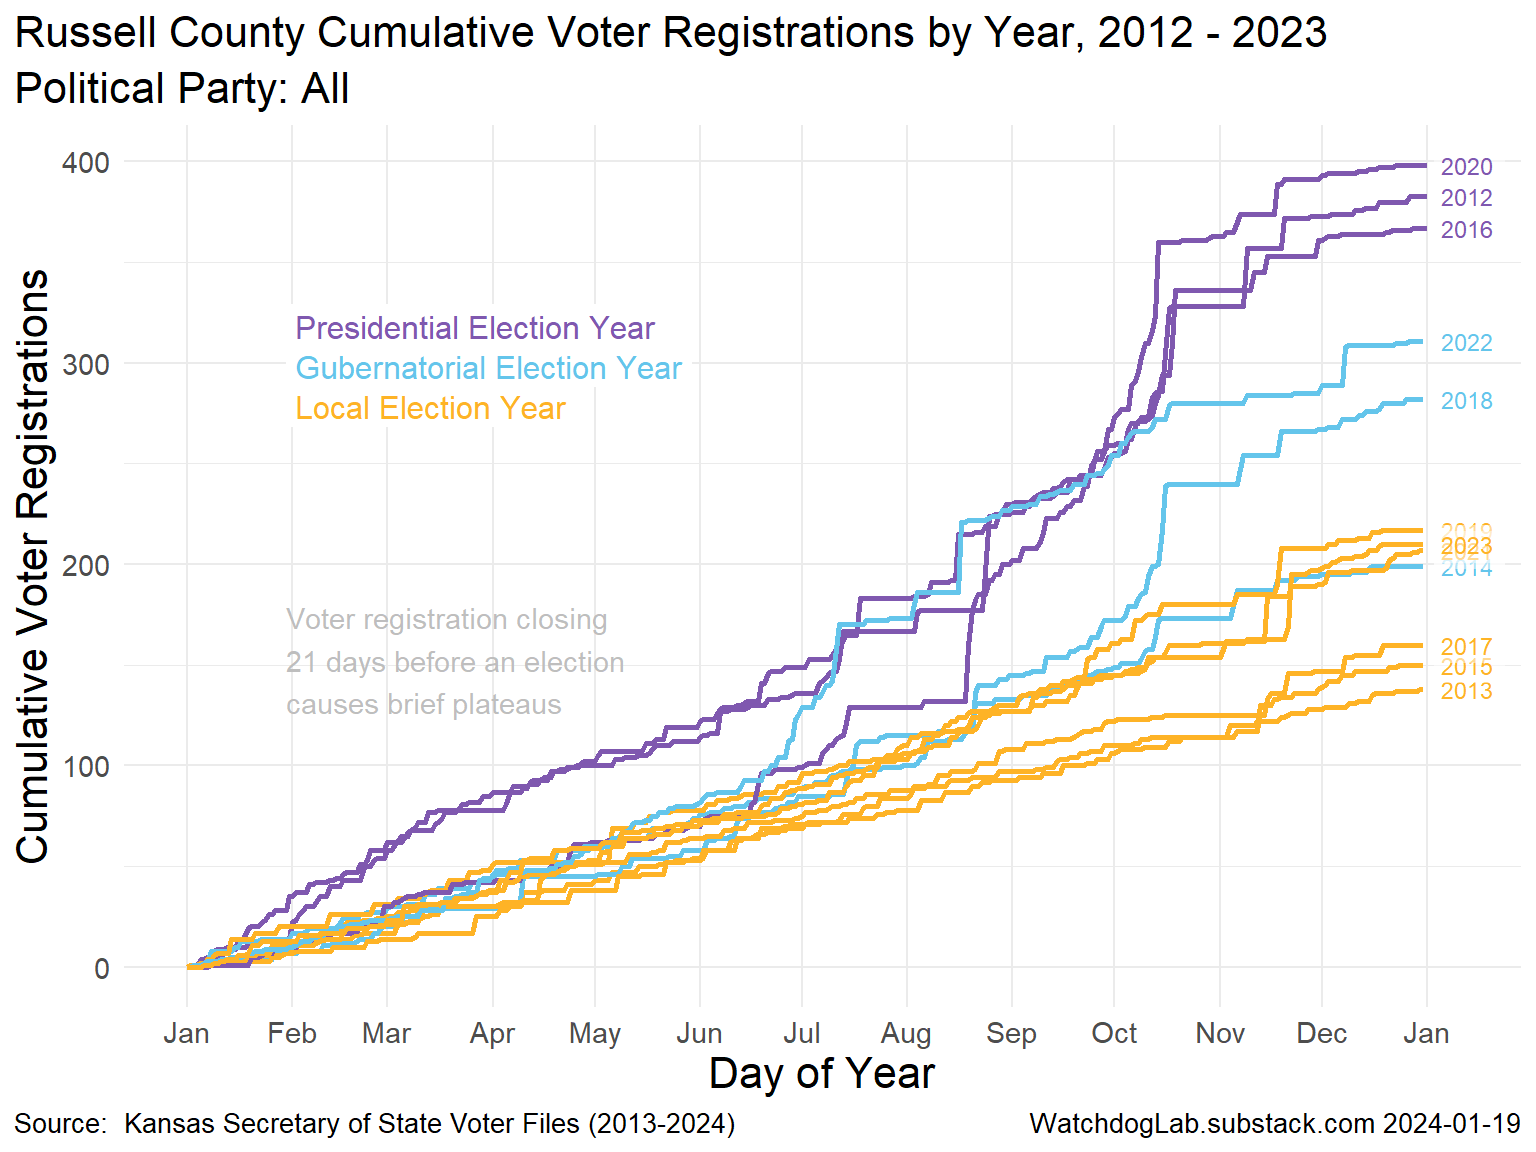 Russell County Cumulative Voter Registrations by Year, 2012 - 2023
Political Party: All
Cumulative Voter Registrations
400
300
200
100
0
Presidential Election Year
Gubernatorial Election Year
Local Election Year
Voter registration closing
21 days before an election
causes brief plateaus
2020
2012
2016
2022
2018
2019
2023
2021
2014
2017
2015
2013
Jan Feb Mar Apr May Jun Jul Aug Sep Oct Nov Dec Jan
Day of Year
Source:  Kansas Secretary of State Voter Files (2013-2024)
WatchdogLab.substack.com 2024-01-19